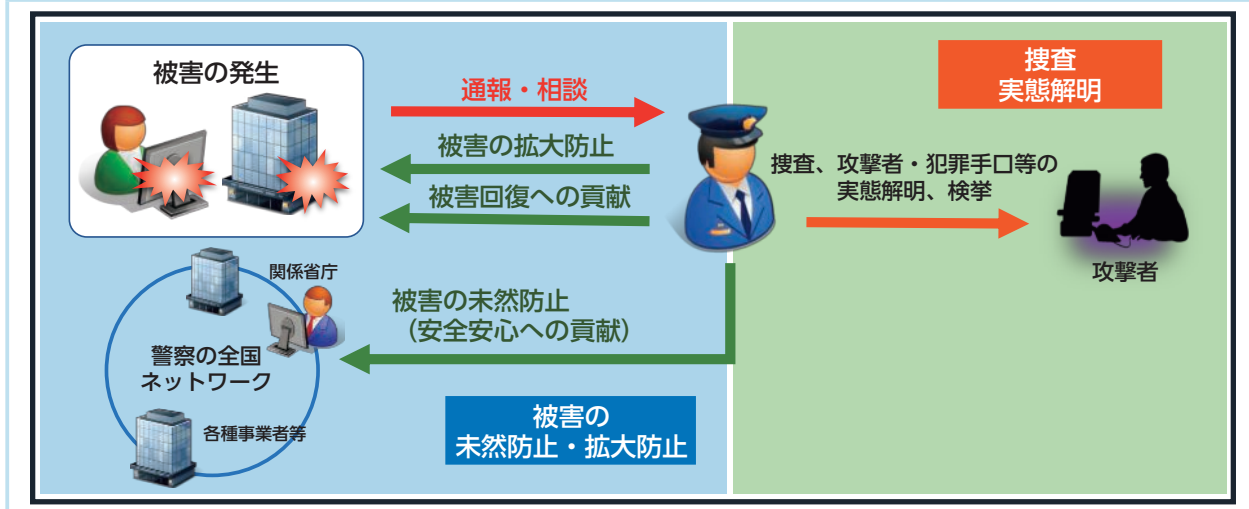 被害の発生
通報・相談
被害の拡大防止
被害回復への貢献
捜査
実態解明
捜査、攻撃者・犯罪手口等の
実態解明、検挙
攻撃者
関係省庁
被害の未然防止
（安全安心への貢献）
警察の全国
ネットワーク
各種事業者等
被害の
未然防止・拡大防止